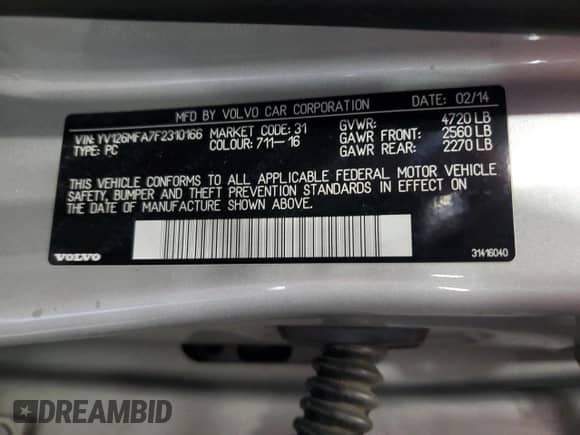 MFD BY VOLVO CAR CORPORATION DATE: 02/14
VIN: YV126MFA7F2310166 MARKET CODE: 31 GVWR: 4720 LB
TYPE: PC COLOUR: 711-16 GAWR FRONT: 2560 LB
GAWR REAR: 2270 LB
THIS VEHICLE CONFORMS TO ALL APPLICABLE FEDERAL MOTOR VEHICLE
SAFETY, BUMPER AND THEFT PREVENTION STANDARDS IN EFFECT ON
THE DATE OF MANUFACTURE SHOWN ABOVE.
VOLVO 31416040
DREAMBID